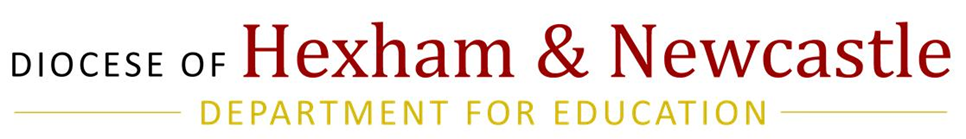 DIOCESE OF Hexham & Newcastle
DEPARTMENT FOR EDUCATION